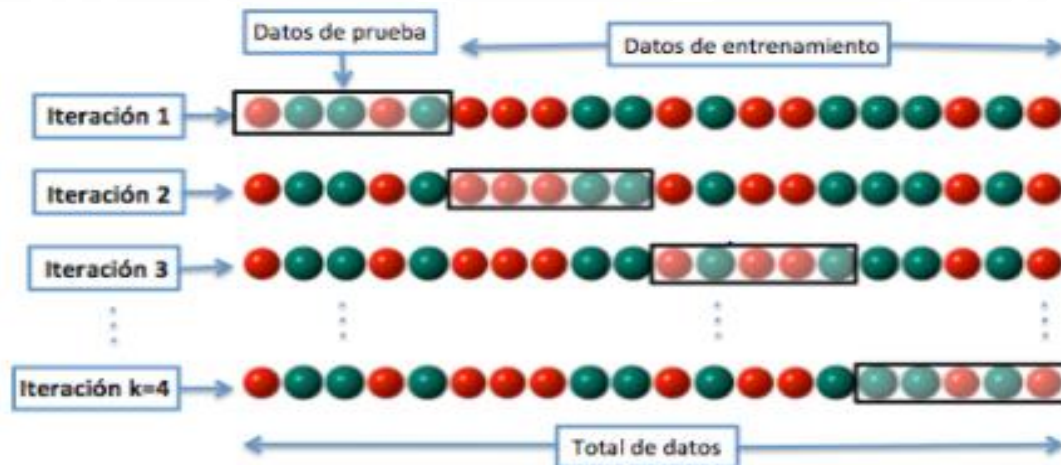 Datos de prueba
Datos de entrenamiento
Iteración 1
Iteración 2
Iteración 3
Iteración k=4
Total de datos